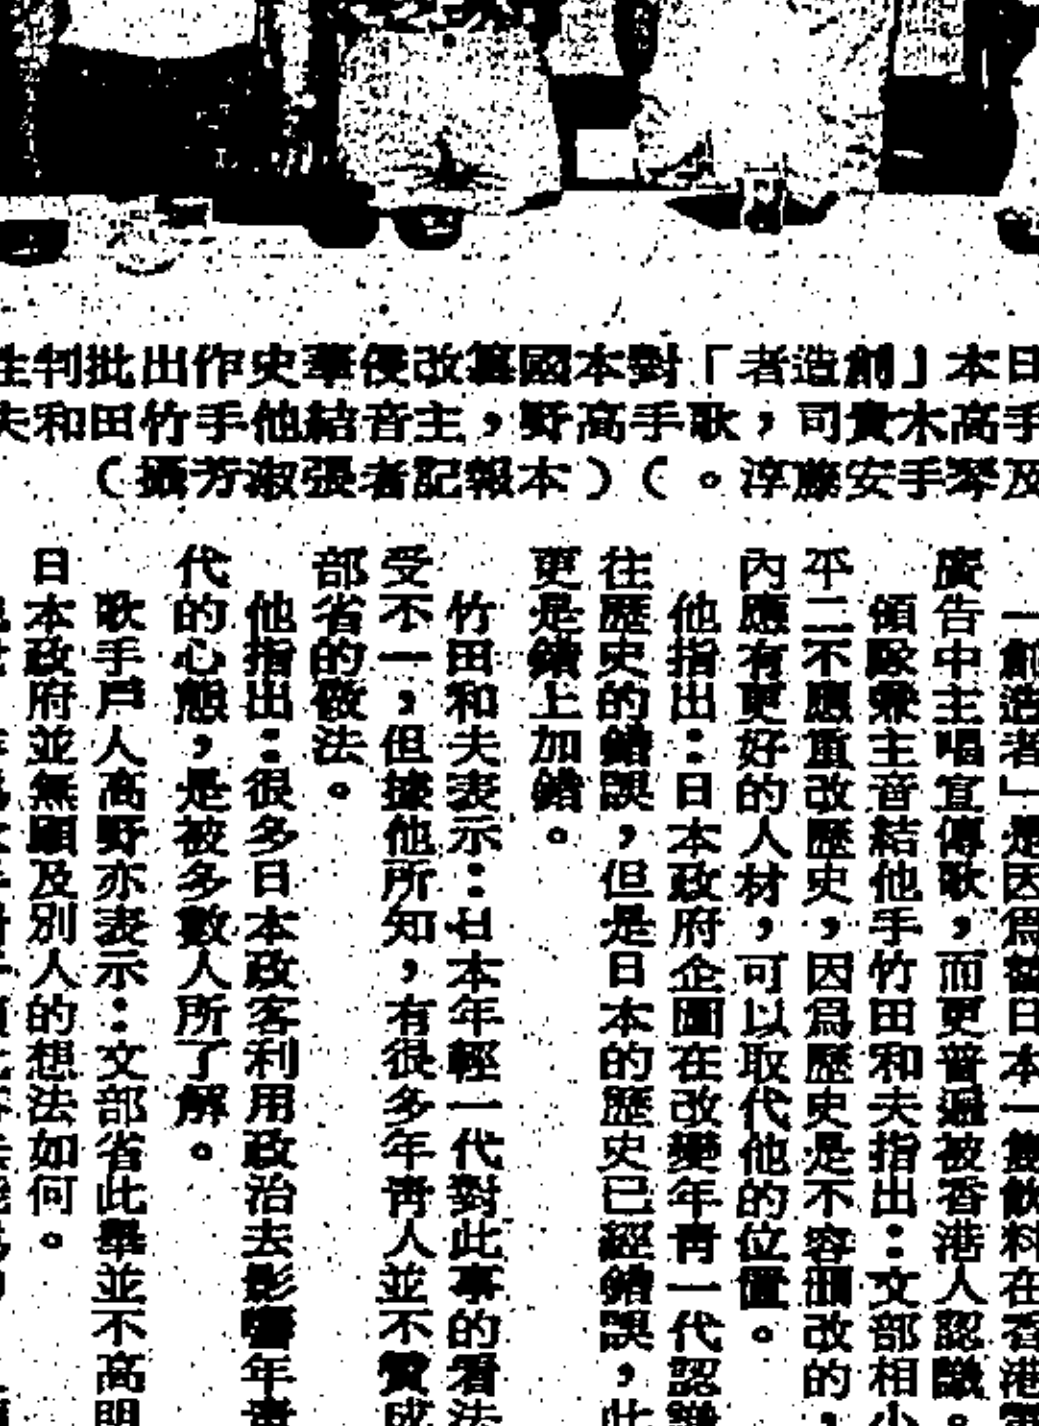 日本「創造者」對本國篡改侵華史作出批判性
手高木貴司，歌手高野，主音結他手竹田和夫
及琴手安藤淳。（）本報記者張淑芳攝（
「創造者」是因爲替日本一種飲料在香港電
廣告中主唱宣傳歌，而更普遍被香港人認識。
領隊兼主音結他手竹田和夫指出：文部相小
平二不應重改歷史，因爲歷史是不容刪改的，
內應有更好的人材，可以取代他的位置。
他指出：日本政府企圖在改變年靑一代認識
往歷史的錯誤，但是日本的歷史已經錯誤，此
更是錯上加錯。
竹田和夫表示：日本年輕一代對此事的看法
受不一，但據他所知，有很多年靑人並不贊成
部省的做法。
他指出：很多日本政客利用政治去影響年靑
代的心態，是被多數人所了解。
歌手戶人高野亦表示：文部省此舉並不高明
日本政府並無顧及別人的想法如何。